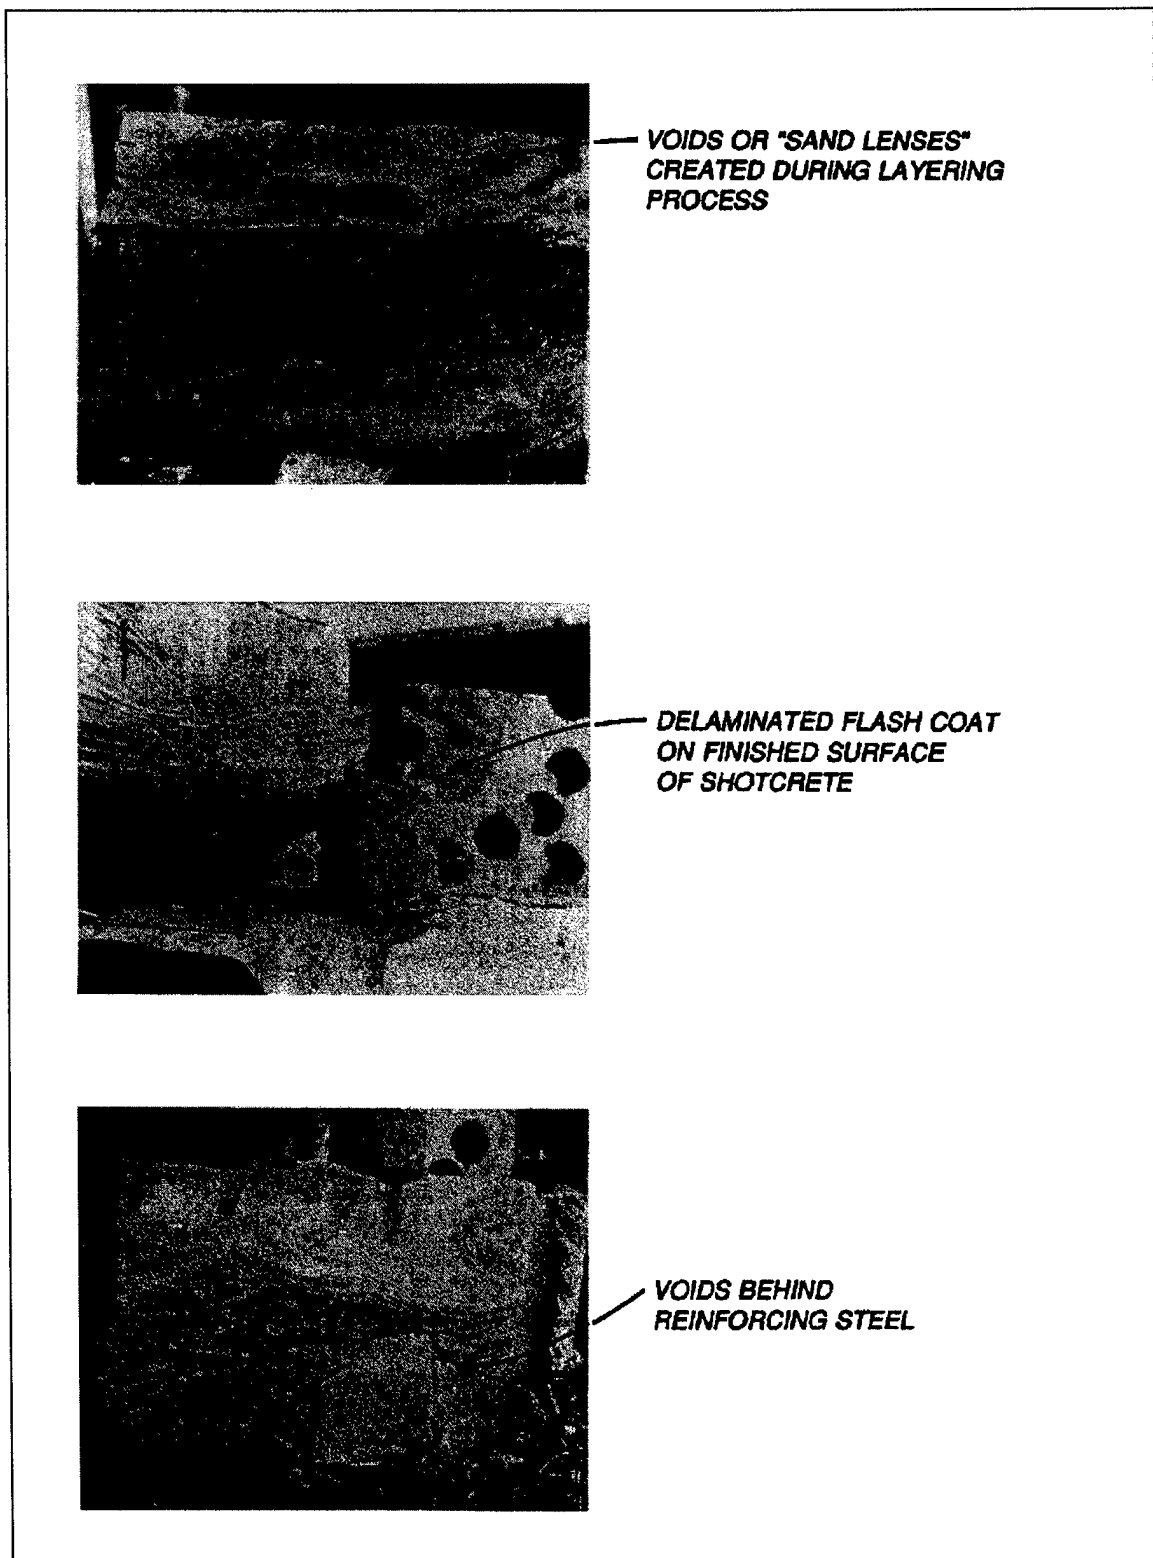 VOIDS OR "SAND LENSES"
CREATED DURING LAYERING
PROCESS
DELAMINATED FLASH COAT
ON FINISHED SURFACE
OF SHOTCRETE
VOIDS BEHIND
REINFORCING STEEL